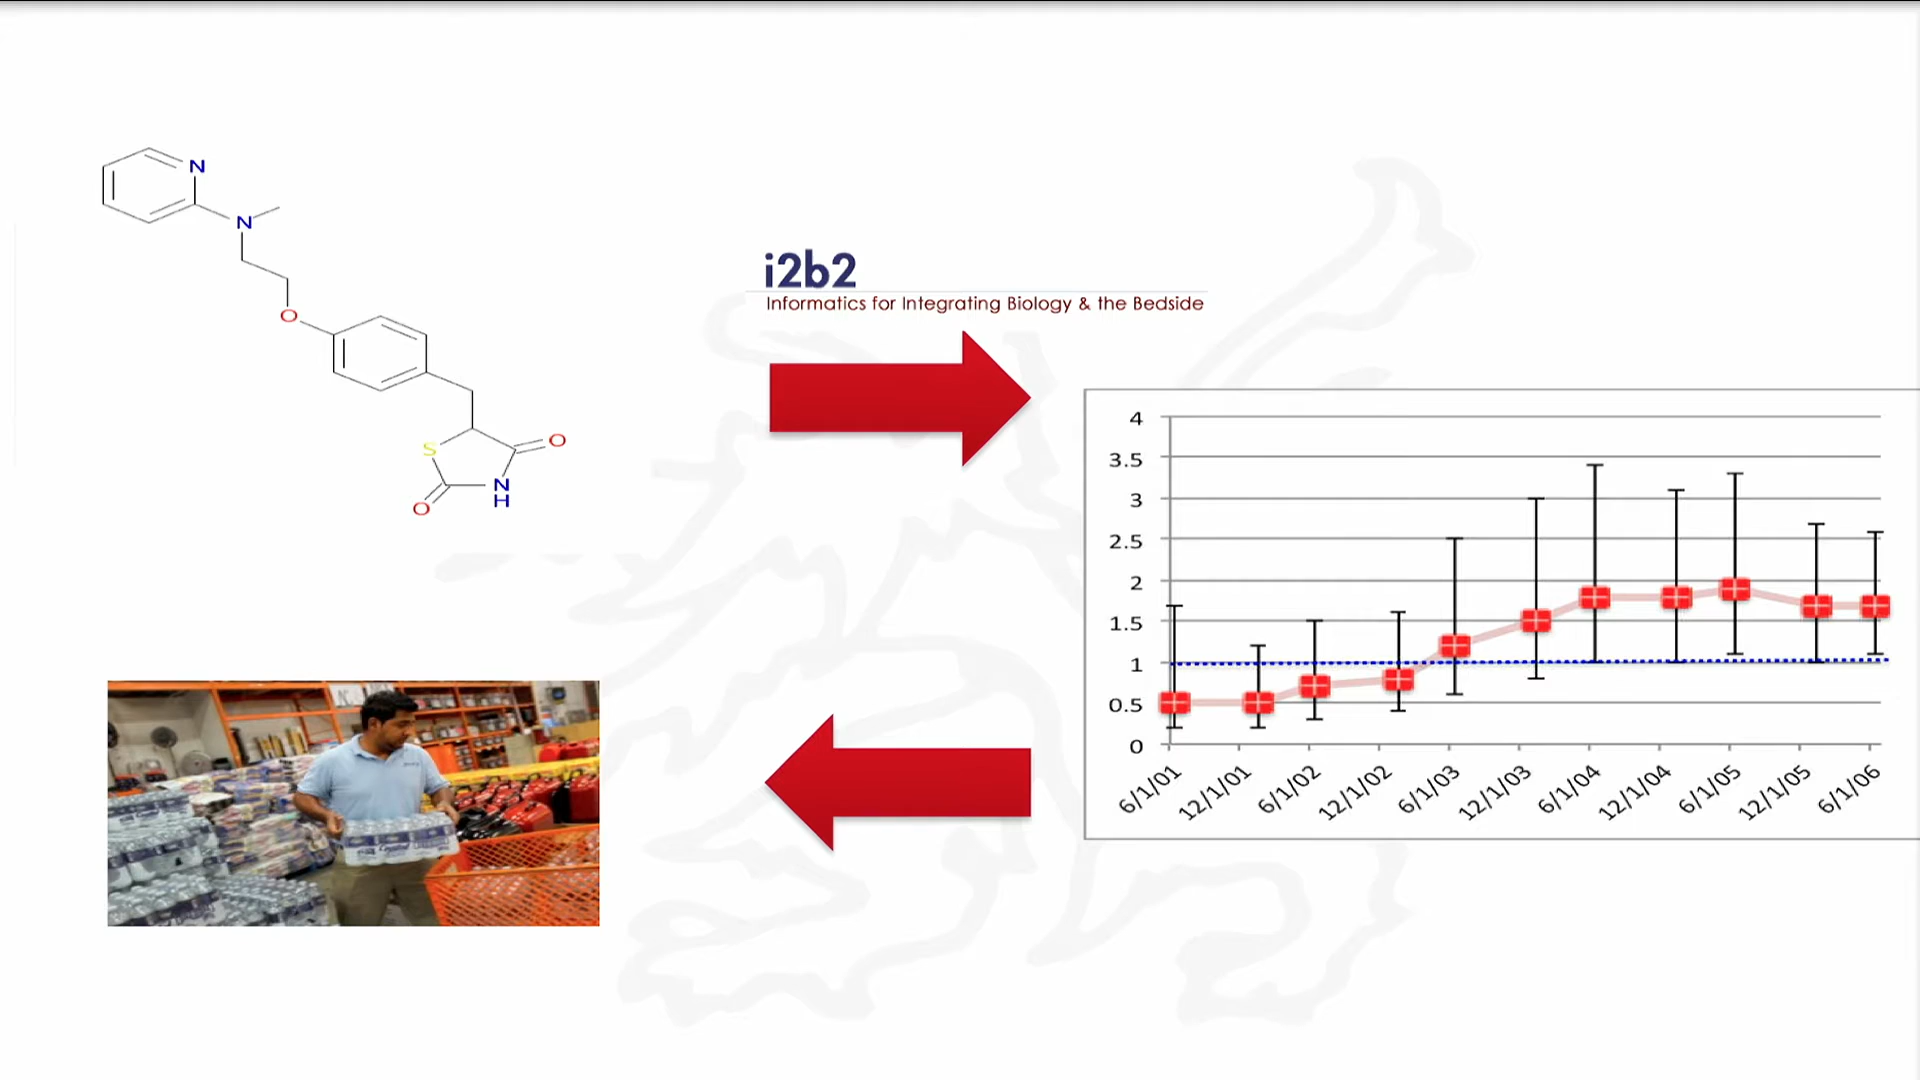 N
N
O
S
O
N
H
O
i2b2
Informatics for Integrating Biology & the Bedside
4
3.5
3
2.5
2
1.5
1
0.5
0
6/1/01
12/1/01
6/1/02
12/1/02
6/1/03
12/1/03
6/1/04
12/1/04
6/1/05
12/1/05
6/1/06